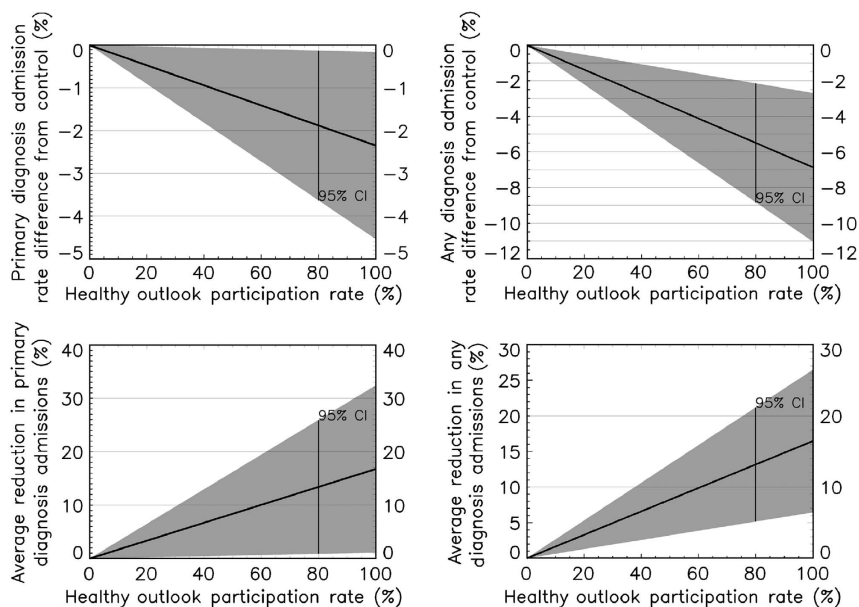 Primary diagnosis admission
rate difference from control (%)
0
−1
−2
−3
−4
−5
0
−1
−2
−3
−4
−5
95% CI
0 20 40 60 80 100
Healthy outlook participation rate (%)
Any diagnosis admission
rate difference from control (%)
0
−2
−4
−6
−8
−10
−12
0
−2
−4
−6
−8
−10
−12
95% CI
0 20 40 60 80 100
Healthy outlook participation rate (%)
Average reduction in primary
diagnosis admissions (%)
40
30
20
10
0
40
30
20
10
0
95% CI
0 20 40 60 80 100
Healthy outlook participation rate (%)
Average reduction in any
diagnosis admissions (%)
30
25
20
15
10
5
0
30
20
10
0
95% CI
0 20 40 60 80 100
Healthy outlook participation rate (%)